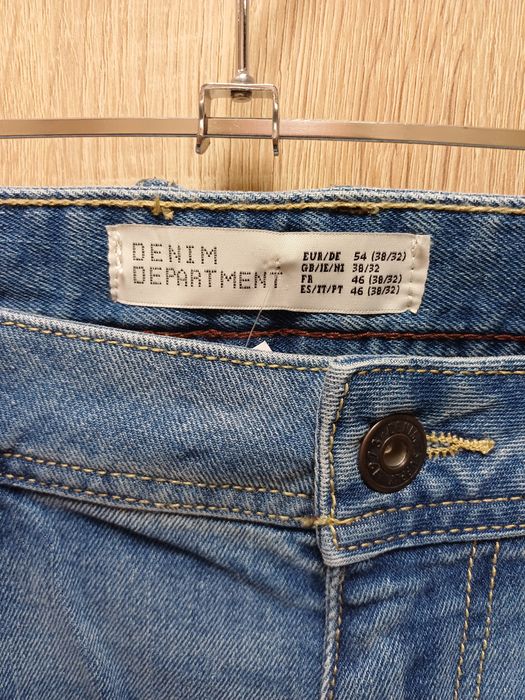 DENIM
DEPARTMENT
EUR/DE 54 (38/32)
GB/IE/NI 38/32
FR 46 (38/32)
ES/IT/PT 46 (38/32)